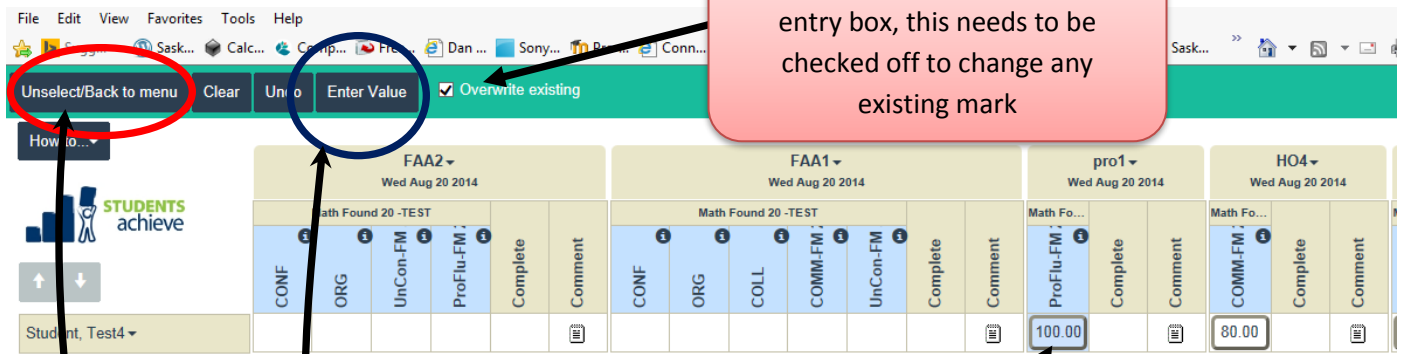 File Edit View Favorites Tools Help
entry box, this needs to be
checked off to change any
existing mark
Sask... Calc... Dan ... Sony... Conn... Sask... »
Unselect/Back to menu Clear Undo Enter Value Overwrite existing
How to...
STUDENTS
achieve
FAA2 FAA1 pro1 HO4
Wed Aug 20 2014 Wed Aug 20 2014 Wed Aug 20 2014 Wed Aug 20 2014
Math Found 20 -TEST Math Found 20 -TEST Math Fo... Math Fo...
CONF ORG UnCon-FM ProFlu-FM Complete Comment CONF ORG COLL COMM-FM UnCon-FM Complete Comment ProFlu-FM Complete Comment COMM-FM Complete Comment
Student, Test4 100.00 80.00